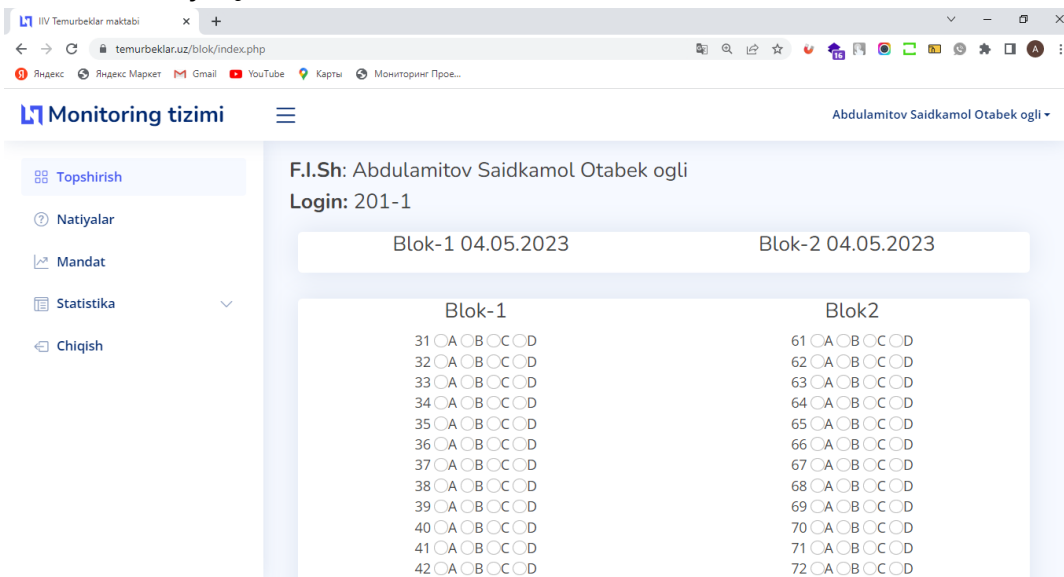 IIV Temurbeklar maktabi
temurbeklar.uz/blok/index.php
16
A
Яндекс Яндекс Маркет Gmail YouTube Карты Мониторинг Прое...
Monitoring tizimi
Abdulamitov Saidkamol Otabek ogli
Topshirish
Natiyalar
Mandat
Statistika
Chiqish
F.I.Sh: Abdulamitov Saidkamol Otabek ogli
Login: 201-1
Blok-1 04.05.2023 Blok-2 04.05.2023
Blok-1 Blok2
31 A B C D 61 A B C D
32 A B C D 62 A B C D
33 A B C D 63 A B C D
34 A B C D 64 A B C D
35 A B C D 65 A B C D
36 A B C D 66 A B C D
37 A B C D 67 A B C D
38 A B C D 68 A B C D
39 A B C D 69 A B C D
40 A B C D 70 A B C D
41 A B C D 71 A B C D
42 A B C D 72 A B C D